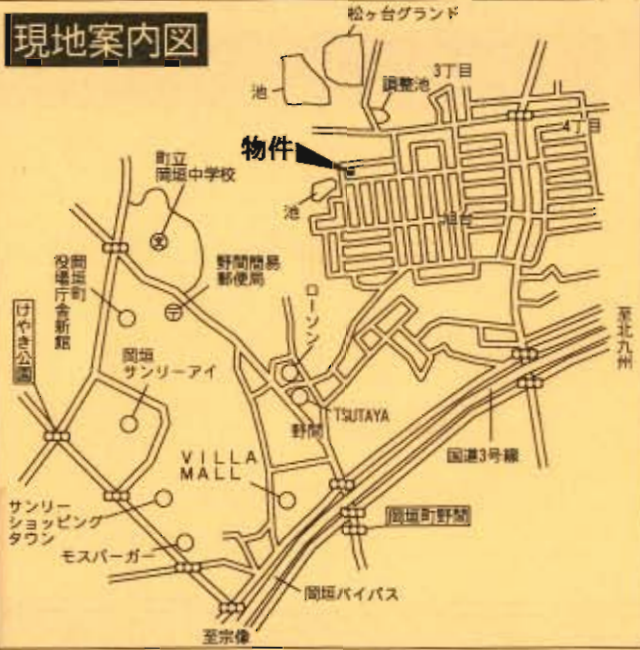 現地案内図
松ヶ台グランド
池
調整池
3丁目
4丁目
物件
町立
岡垣中学校
池
旭台
岡垣町
役場庁舎新館
野間簡易
郵便局
ローソン
至北九州
けやき公園
岡垣
サンリーアイ
TSUTAYA
野間
VILLA
MALL
国道3号線
サンリー
ショッピング
タウン
岡垣町野間
モスバーガー
岡垣バイパス
至宗像